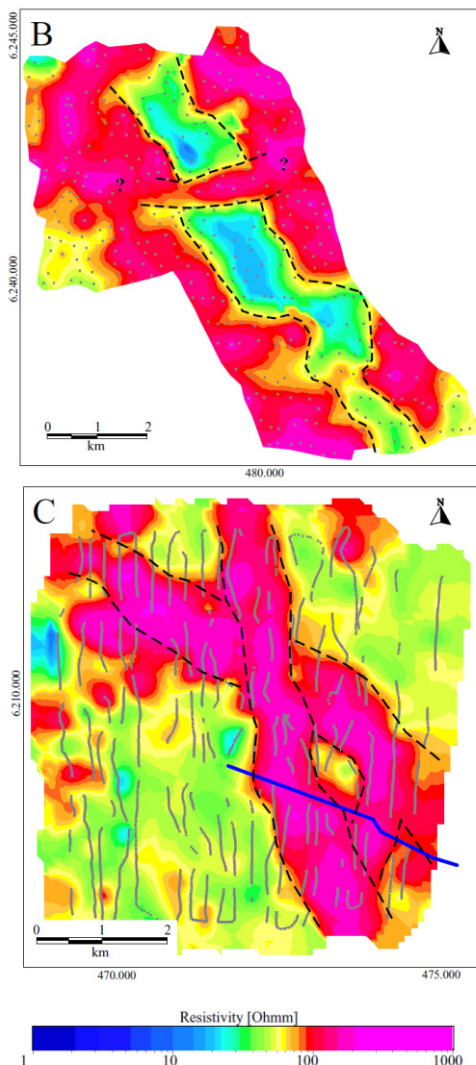 B
N
6.245.000
?
?
6.240.000
0 1 2
km
480.000
C
N
6.210.000
0 1 2
km
470.000 475.000
Resistivity [Ohmm]
1 10 100 1000